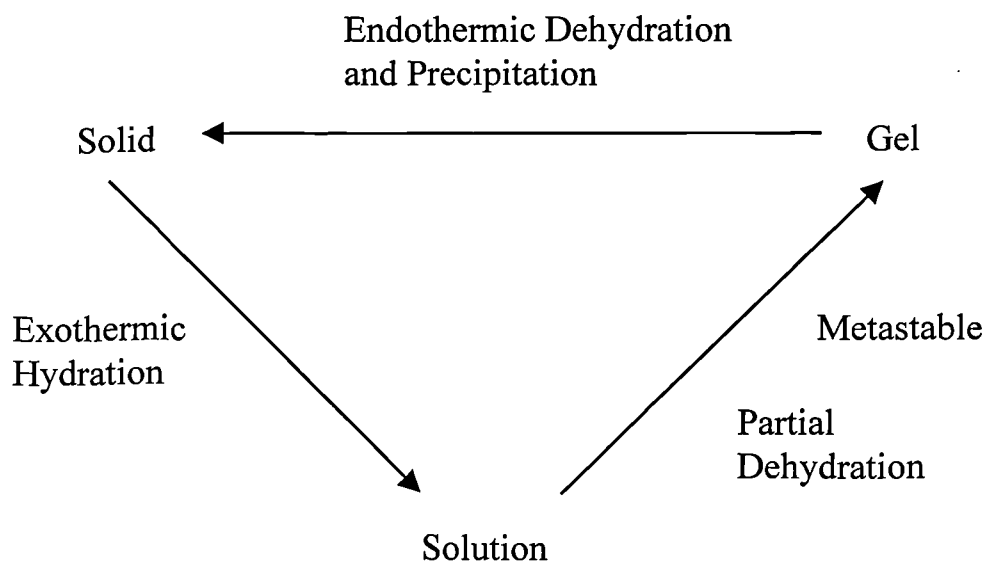 Endothermic Dehydration
and Precipitation
Solid
Gel
Exothermic
Hydration
Metastable
Partial
Dehydration
Solution